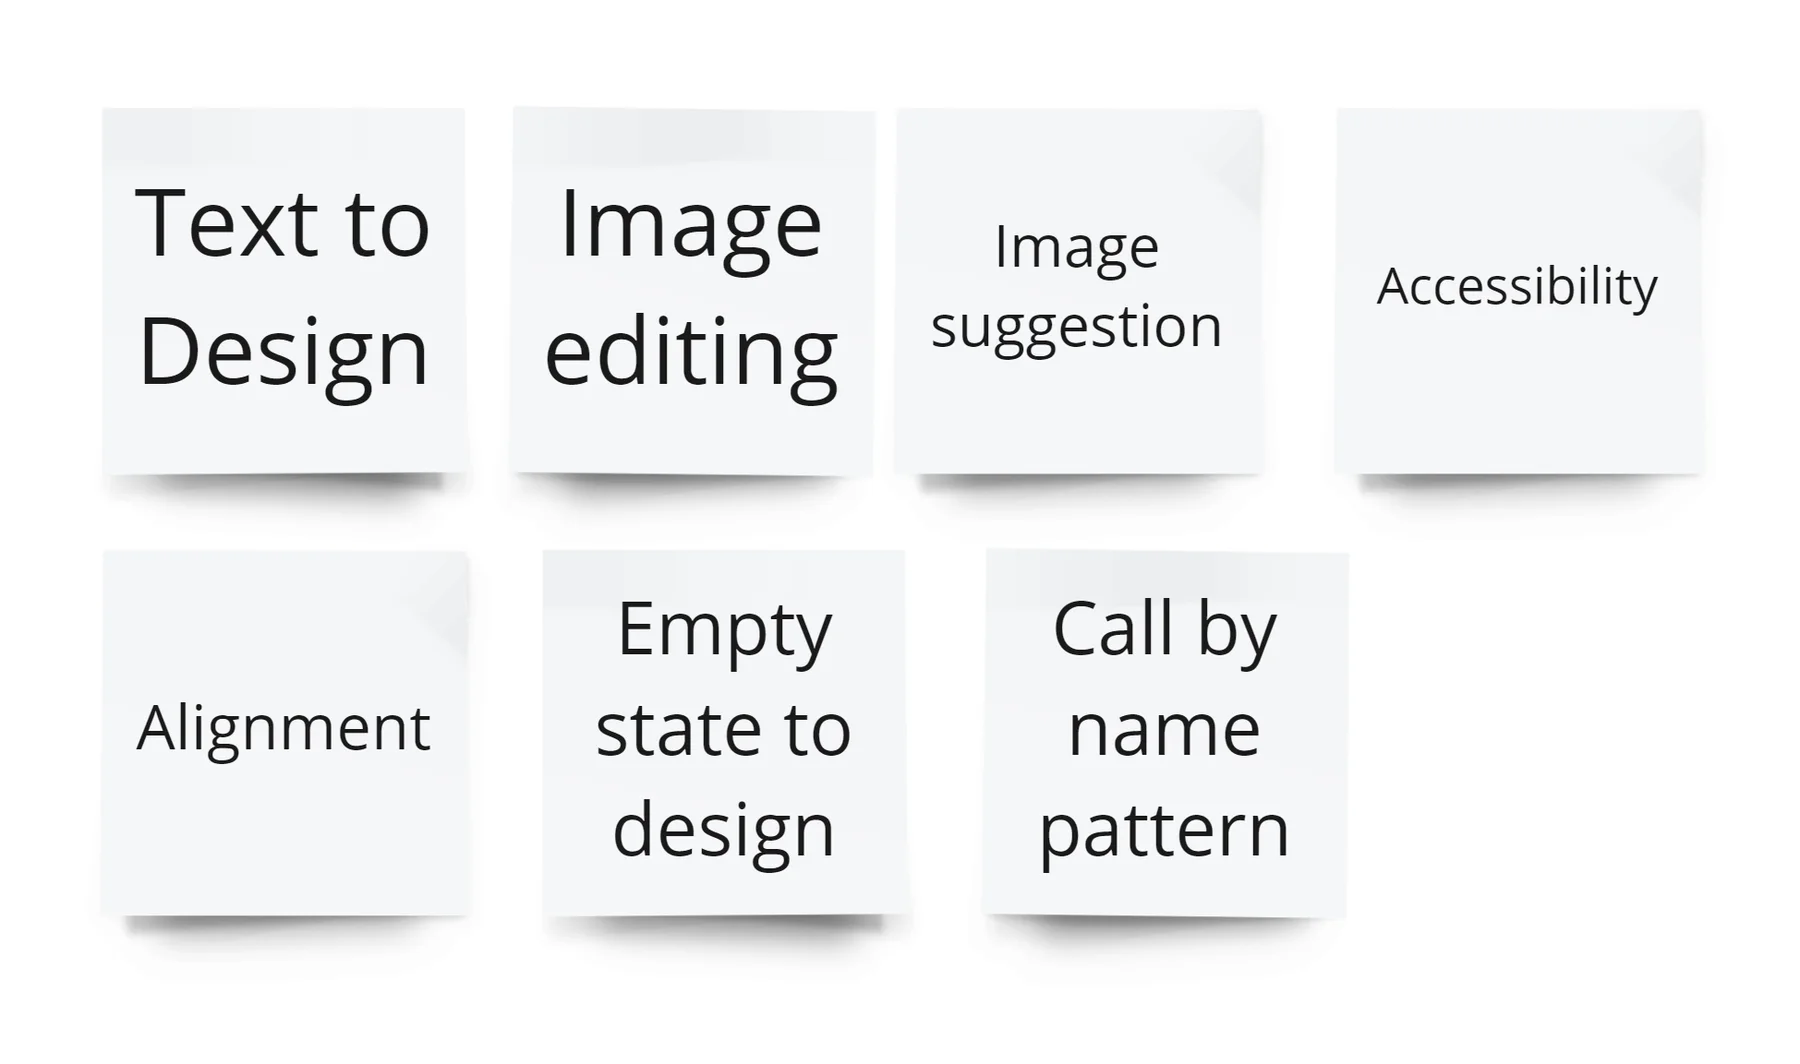 Text to
Design
Image
editing
Image
suggestion
Accessibility
Alignment
Empty
state to
design
Call by
name
pattern